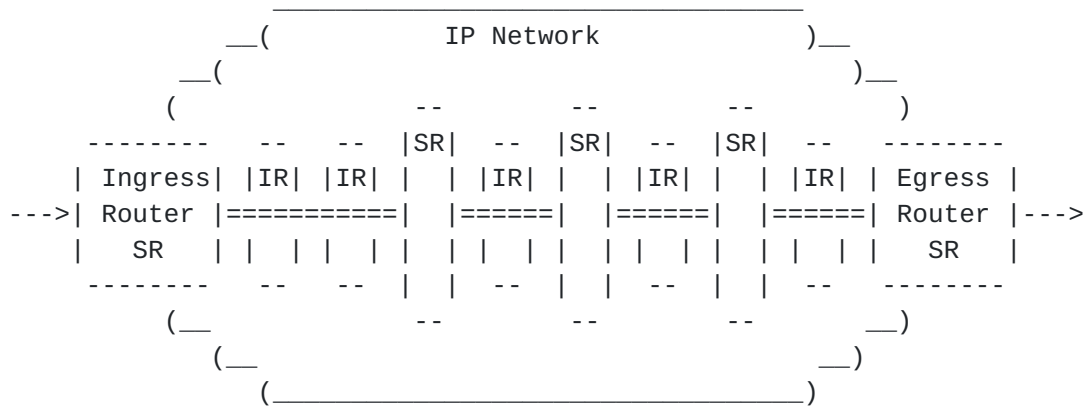 IP Network
SR SR SR
Ingress IR IR IR IR IR Egress
Router Router
SR SR